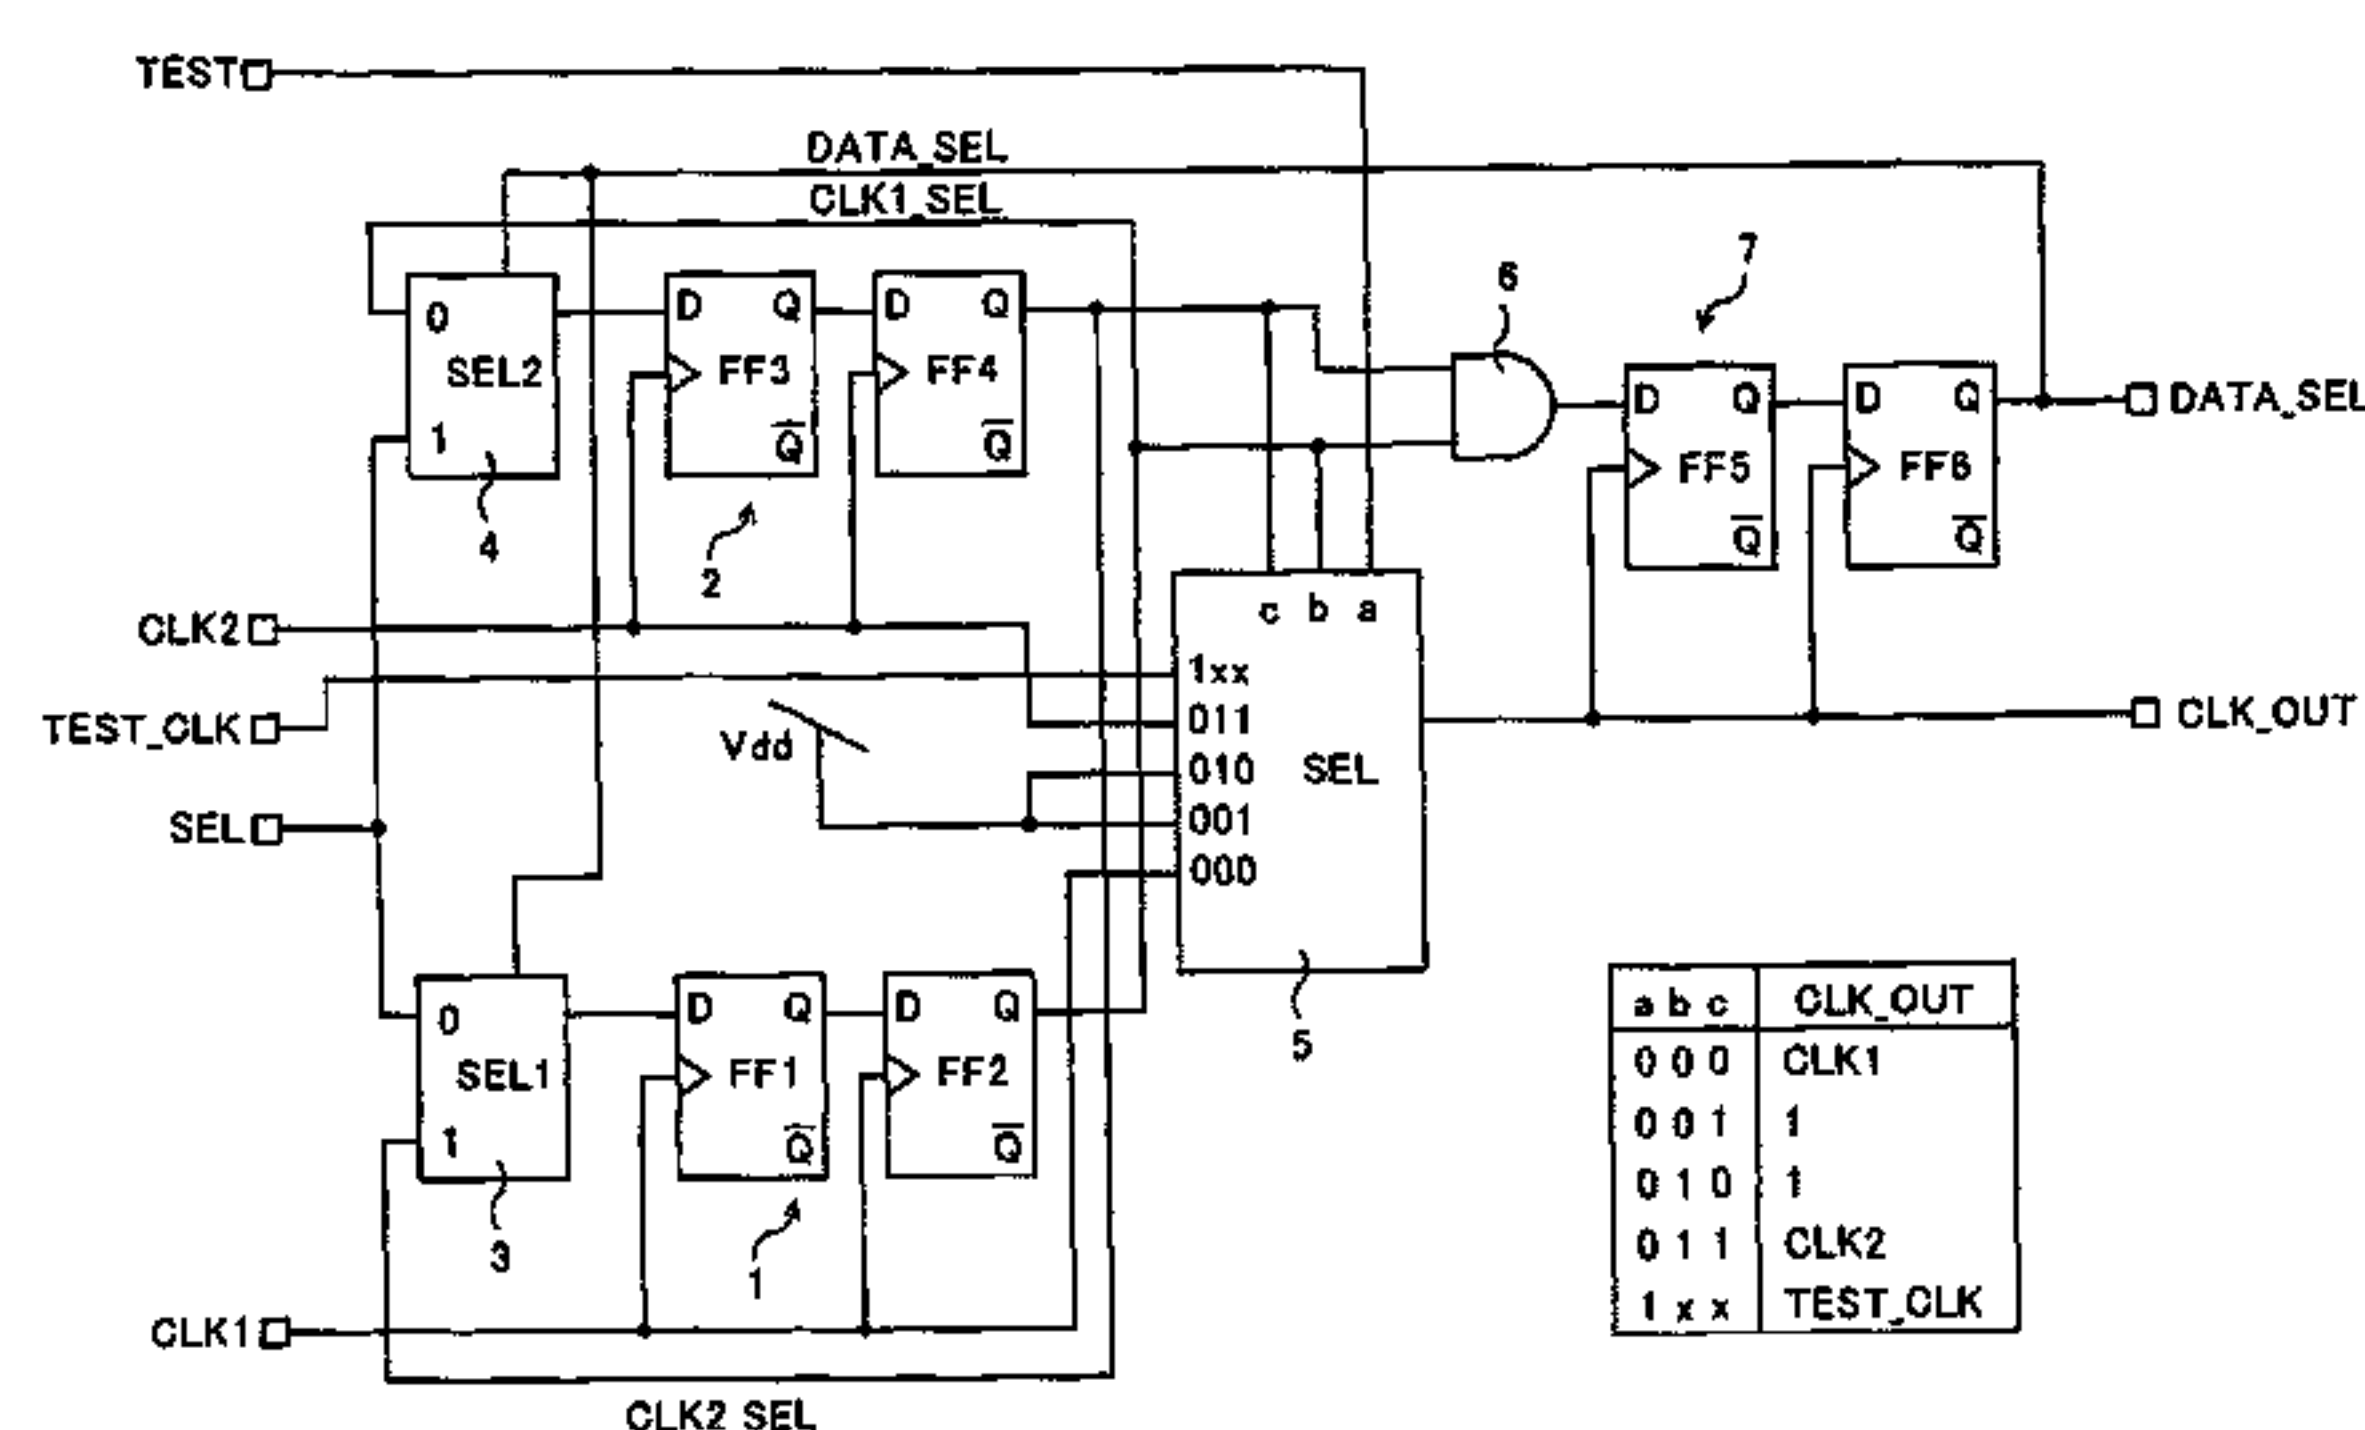 TEST
DATA_SEL
CLK1_SEL
7
6
0
SEL2
1
4
D Q
FF3
Q
2
D Q
FF4
Q
D Q
FF5
Q
D Q
FF6
Q
DATA_SEL
CLK2
TEST_CLK
Vdd
SEL
c b a
1xx
011
010
001
000
SEL
5
CLK_OUT
0
SEL1
1
3
D Q
FF1
Q
1
D Q
FF2
Q
CLK1
CLK2 SEL
a b c CLK_OUT
0 0 0 CLK1
0 0 1 1
0 1 0 1
0 1 1 CLK2
1 x x TEST_CLK